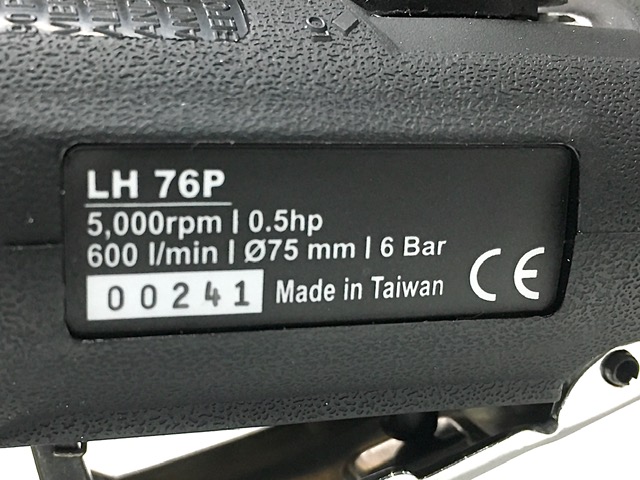 LH 76P
5,000rpm | 0.5hp
600 l/min | Ø75 mm | 6 Bar
00241 Made in Taiwan CE